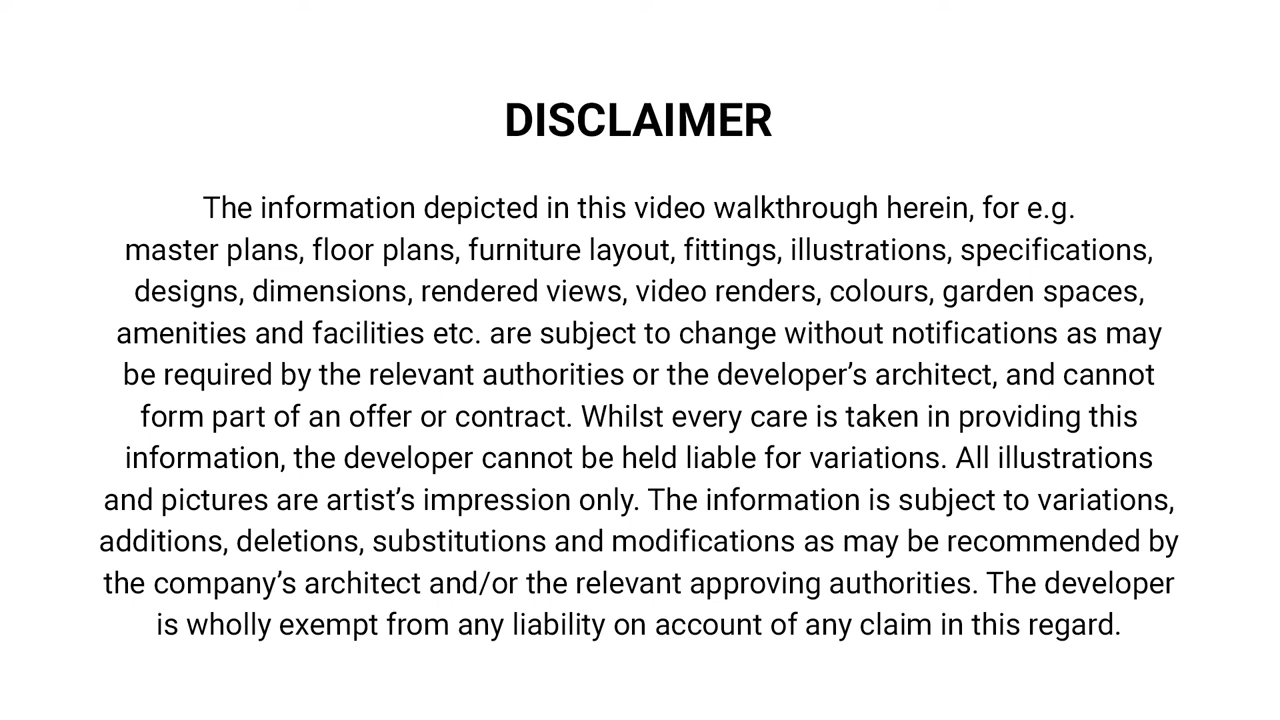 DISCLAIMER
The information depicted in this video walkthrough herein, for e.g.
master plans, floor plans, furniture layout, fittings, illustrations, specifications,
designs, dimensions, rendered views, video renders, colours, garden spaces,
amenities and facilities etc. are subject to change without notifications as may
be required by the relevant authorities or the developer’s architect, and cannot
form part of an offer or contract. Whilst every care is taken in providing this
information, the developer cannot be held liable for variations. All illustrations
and pictures are artist’s impression only. The information is subject to variations,
additions, deletions, substitutions and modifications as may be recommended by
the company’s architect and/or the relevant approving authorities. The developer
is wholly exempt from any liability on account of any claim in this regard.